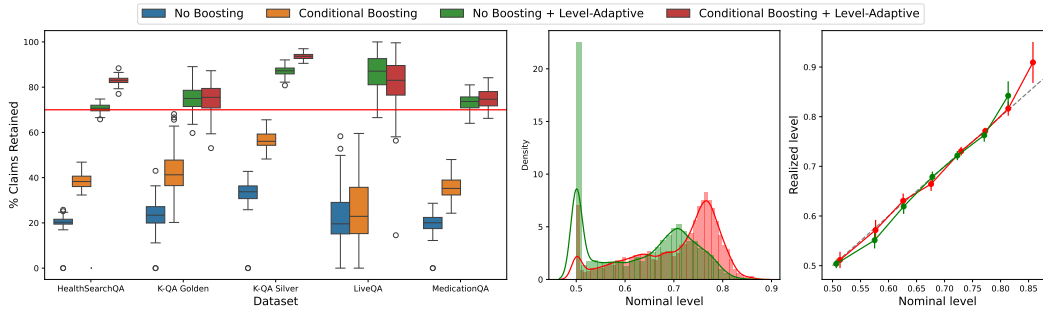 No Boosting
Conditional Boosting
No Boosting + Level-Adaptive
Conditional Boosting + Level-Adaptive
% Claims Retained
100
80
60
40
20
0
HealthSearchQA
K-QA Golden
K-QA Silver
LiveQA
MedicationQA
Dataset
Density
20
15
10
5
0
0.5
0.6
0.7
0.8
0.9
Nominal level
Realized level
0.9
0.8
0.7
0.6
0.5
0.50
0.55
0.60
0.65
0.70
0.75
0.80
0.85
Nominal level